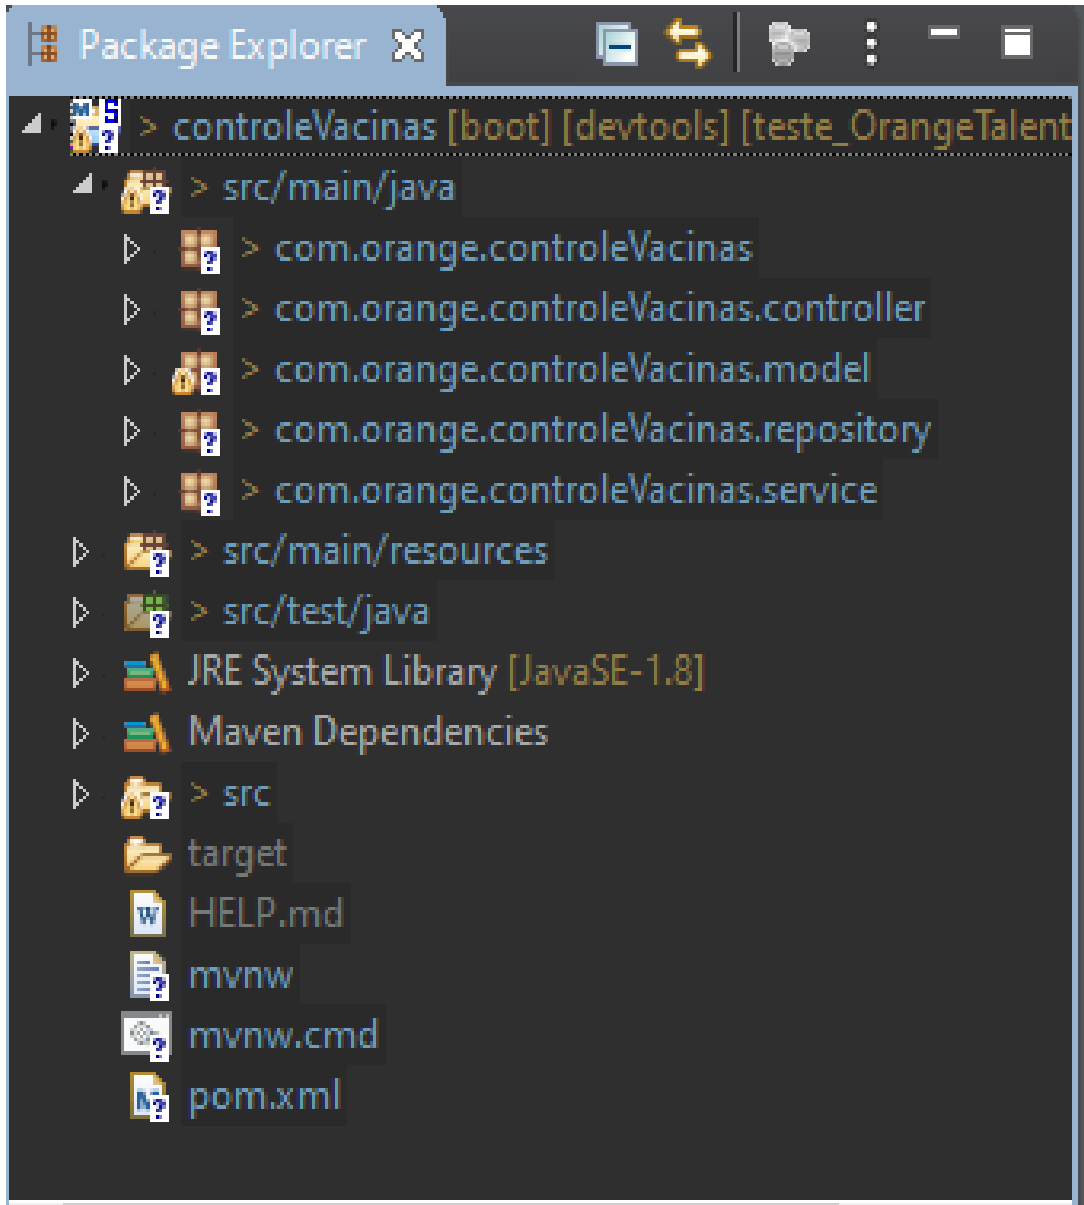 Package Explorer
> controleVacinas [boot] [devtools] [teste_OrangeTalent
> src/main/java
> com.orange.controleVacinas
> com.orange.controleVacinas.controller
> com.orange.controleVacinas.model
> com.orange.controleVacinas.repository
> com.orange.controleVacinas.service
> src/main/resources
> src/test/java
JRE System Library [JavaSE-1.8]
Maven Dependencies
> src
target
HELP.md
mvnw
mvnw.cmd
pom.xml